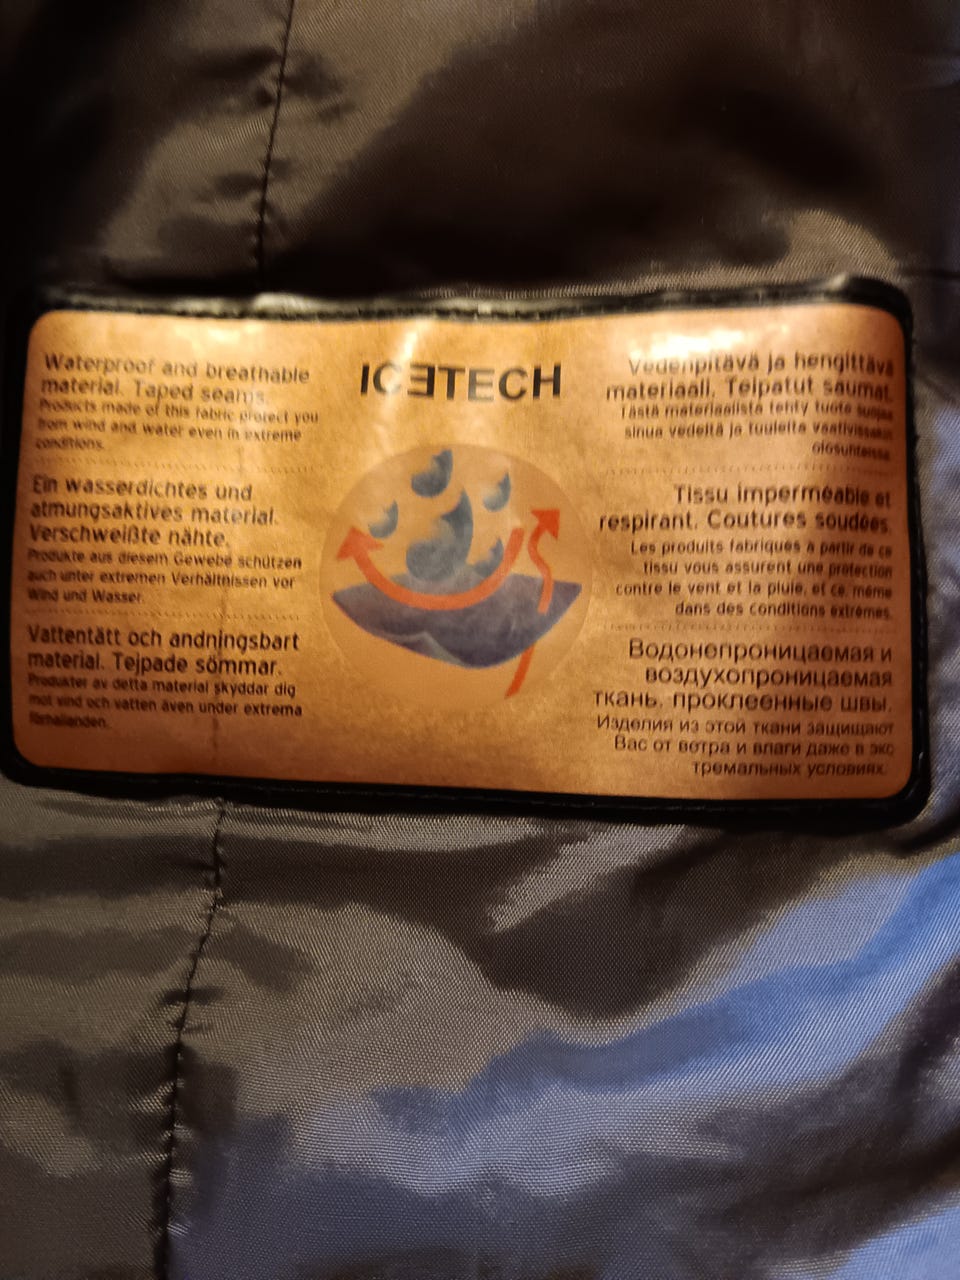 ICETECH
Waterproof and breathable
material. Taped seams.
Products made of this fabric protect you
from wind and water even in extreme
conditions.
Ein wasserdichtes und
atmungsaktives material.
Verschweißte nähte.
Produkte aus diesem Gewebe schützen
auch unter extremen Verhältnissen vor
Wind und Wasser.
Vattentätt och andningsbart
material. Tejpade sömmar.
Produkter av detta material skyddar dig
mot vind och vatten även under extrema
Vedenpitävä ja hengittävä
materiaali. Teipatut saumat.
Tästä materiaalista tehty tuote suojaa
sinua vedeltä ja tuulelta vaativissakin
olosuhteissa.
Tissu imperméable et
respirant. Coutures soudées.
Les produits fabriqués à partir de ce
tissu vous assurent une protection
contre le vent et la pluie, et ce, même
dans des conditions extrêmes.
Водонепроницаемая и
воздухопроницаемая
ткань, проклеенные швы.
Изделия из этой ткани защищают
Вас от ветра и влаги даже в экс
тремальных условиях.